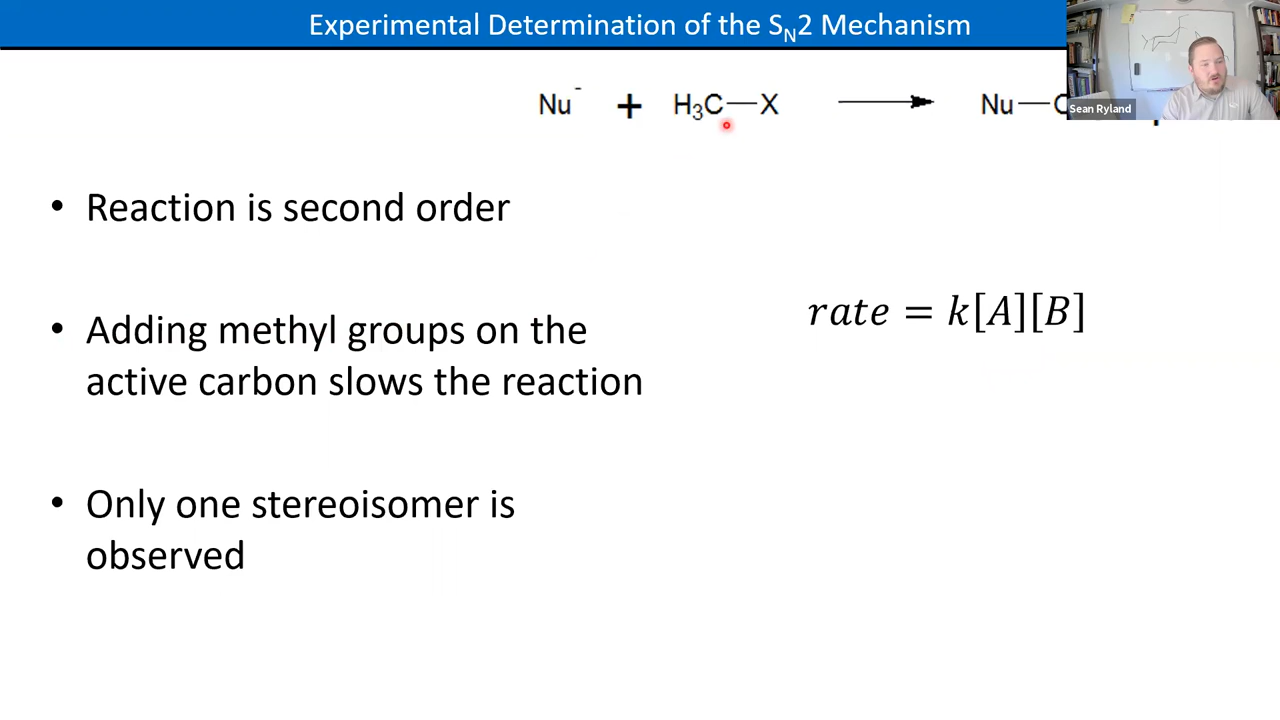 Experimental Determination of the S_N2 Mechanism
Nu^- + H₃C—X → Nu—C
Sean Ryland
• Reaction is second order
rate = k[A][B]
• Adding methyl groups on the
active carbon slows the reaction
• Only one stereoisomer is
observed